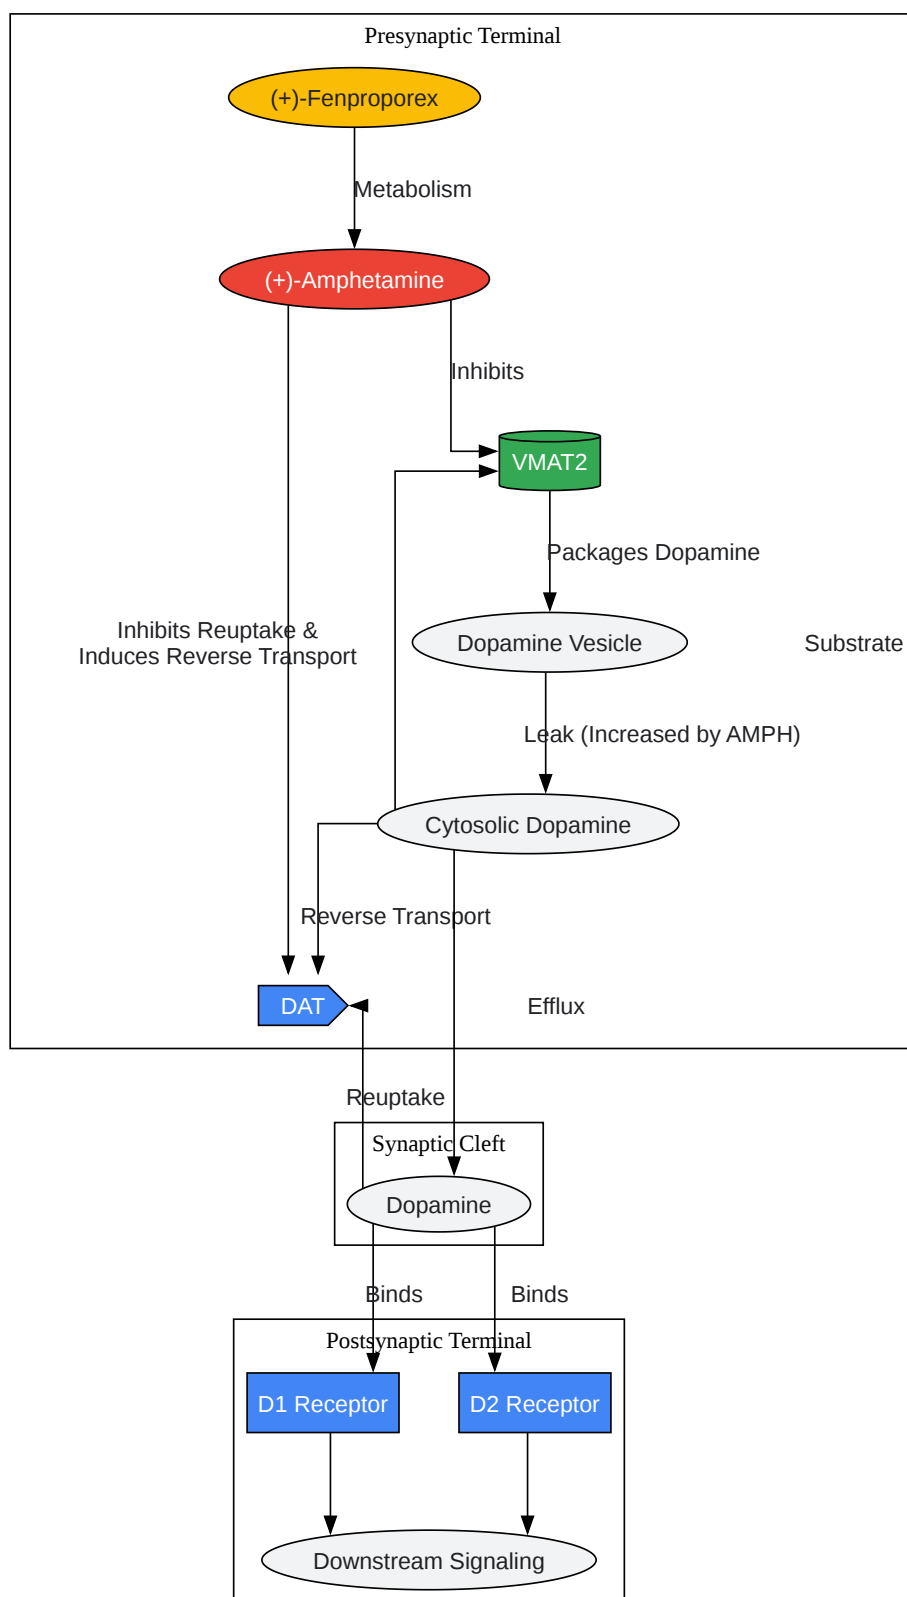 Presynaptic Terminal
(+)-Fenproporex
Metabolism
(+)-Amphetamine
Inhibits
VMAT2
Packages Dopamine
Inhibits Reuptake &
Induces Reverse Transport
Dopamine Vesicle
Substrate
Leak (Increased by AMPH)
Cytosolic Dopamine
Reverse Transport
DAT
Efflux
Reuptake
Synaptic Cleft
Dopamine
Binds
Binds
Postsynaptic Terminal
D1 Receptor
D2 Receptor
Downstream Signaling